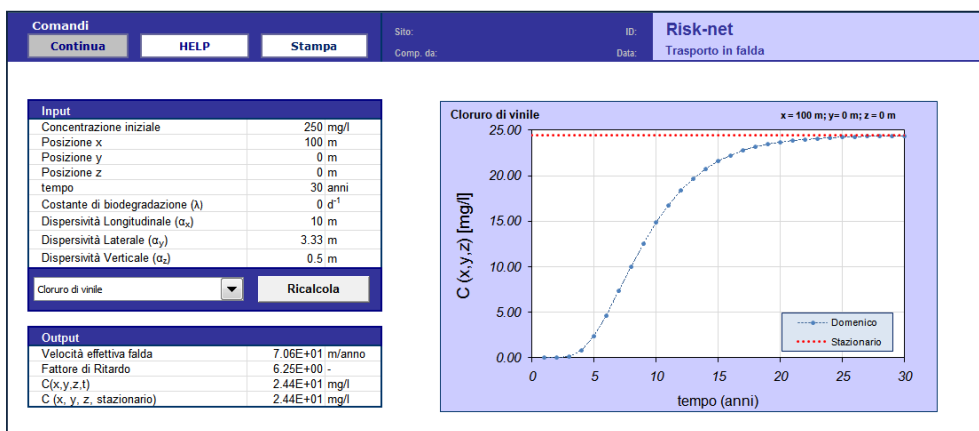 Comandi
Continua
HELP
Stampa
Sito:
ID:
Comp. da:
Data:
Risk-net
Trasporto in falda
Input
Concentrazione iniziale 250 mg/l
Posizione x 100 m
Posizione y 0 m
Posizione z 0 m
tempo 30 anni
Costante di biodegradazione (λ) 0 d⁻¹
Dispersività Longitudinale (αx) 10 m
Dispersività Laterale (αy) 3.33 m
Dispersività Verticale (αz) 0.5 m
Cloruro di vinile
Ricalcola
Output
Velocità effettiva falda 7.06E+01 m/anno
Fattore di Ritardo 6.25E+00 -
C(x,y,z,t) 2.44E+01 mg/l
C (x, y, z, stazionario) 2.44E+01 mg/l
Cloruro di vinile
x = 100 m; y= 0 m; z = 0 m
C (x,y,z) [mg/l]
25.00
20.00
15.00
10.00
5.00
0.00
Domenico
Stazionario
0 5 10 15 20 25 30
tempo (anni)